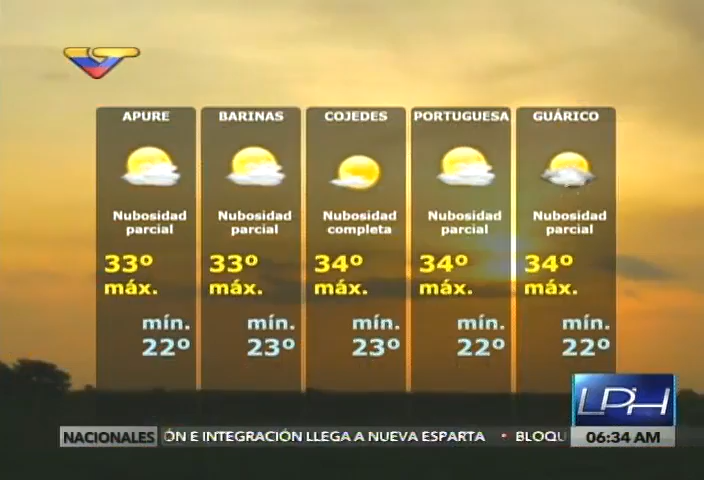 APURE
Nubosidad
parcial
33º
máx.
mín.
22º
BARINAS
Nubosidad
parcial
33º
máx.
mín.
23º
COJEDES
Nubosidad
completa
34º
máx.
mín.
23º
PORTUGUESA
Nubosidad
parcial
34º
máx.
mín.
22º
GUÁRICO
Nubosidad
parcial
34º
máx.
mín.
22º
LPH
NACIONALES ÓN E INTEGRACIÓN LLEGA A NUEVA ESPARTA • BLOQU
06:34 AM